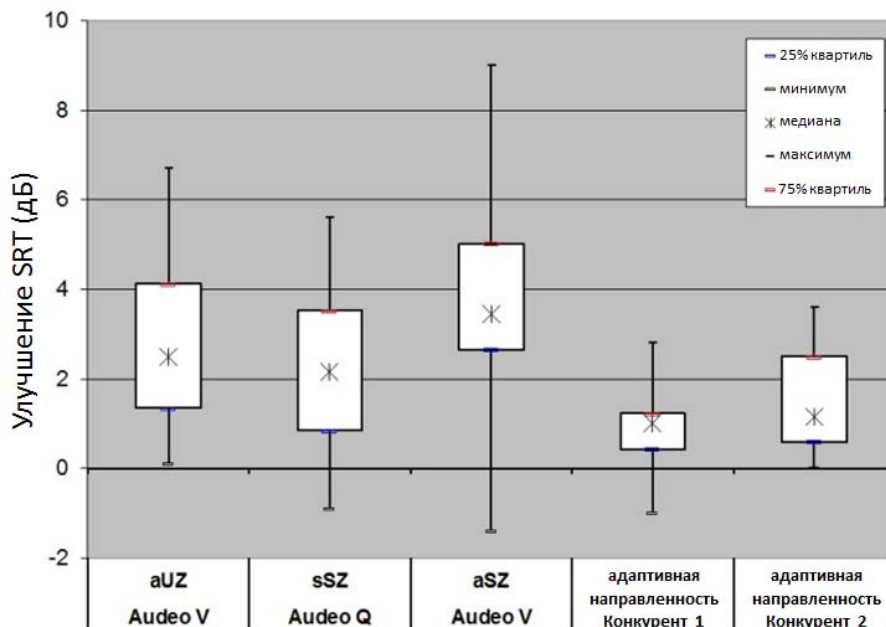 Улучшение SRT (дБ)
10
8
6
4
2
0
-2
25% квартиль
минимум
медиана
максимум
75% квартиль
aUZ
Audeo V
sSZ
Audeo Q
aSZ
Audeo V
адаптивная
направленность
Конкурент 1
адаптивная
направленность
Конкурент 2